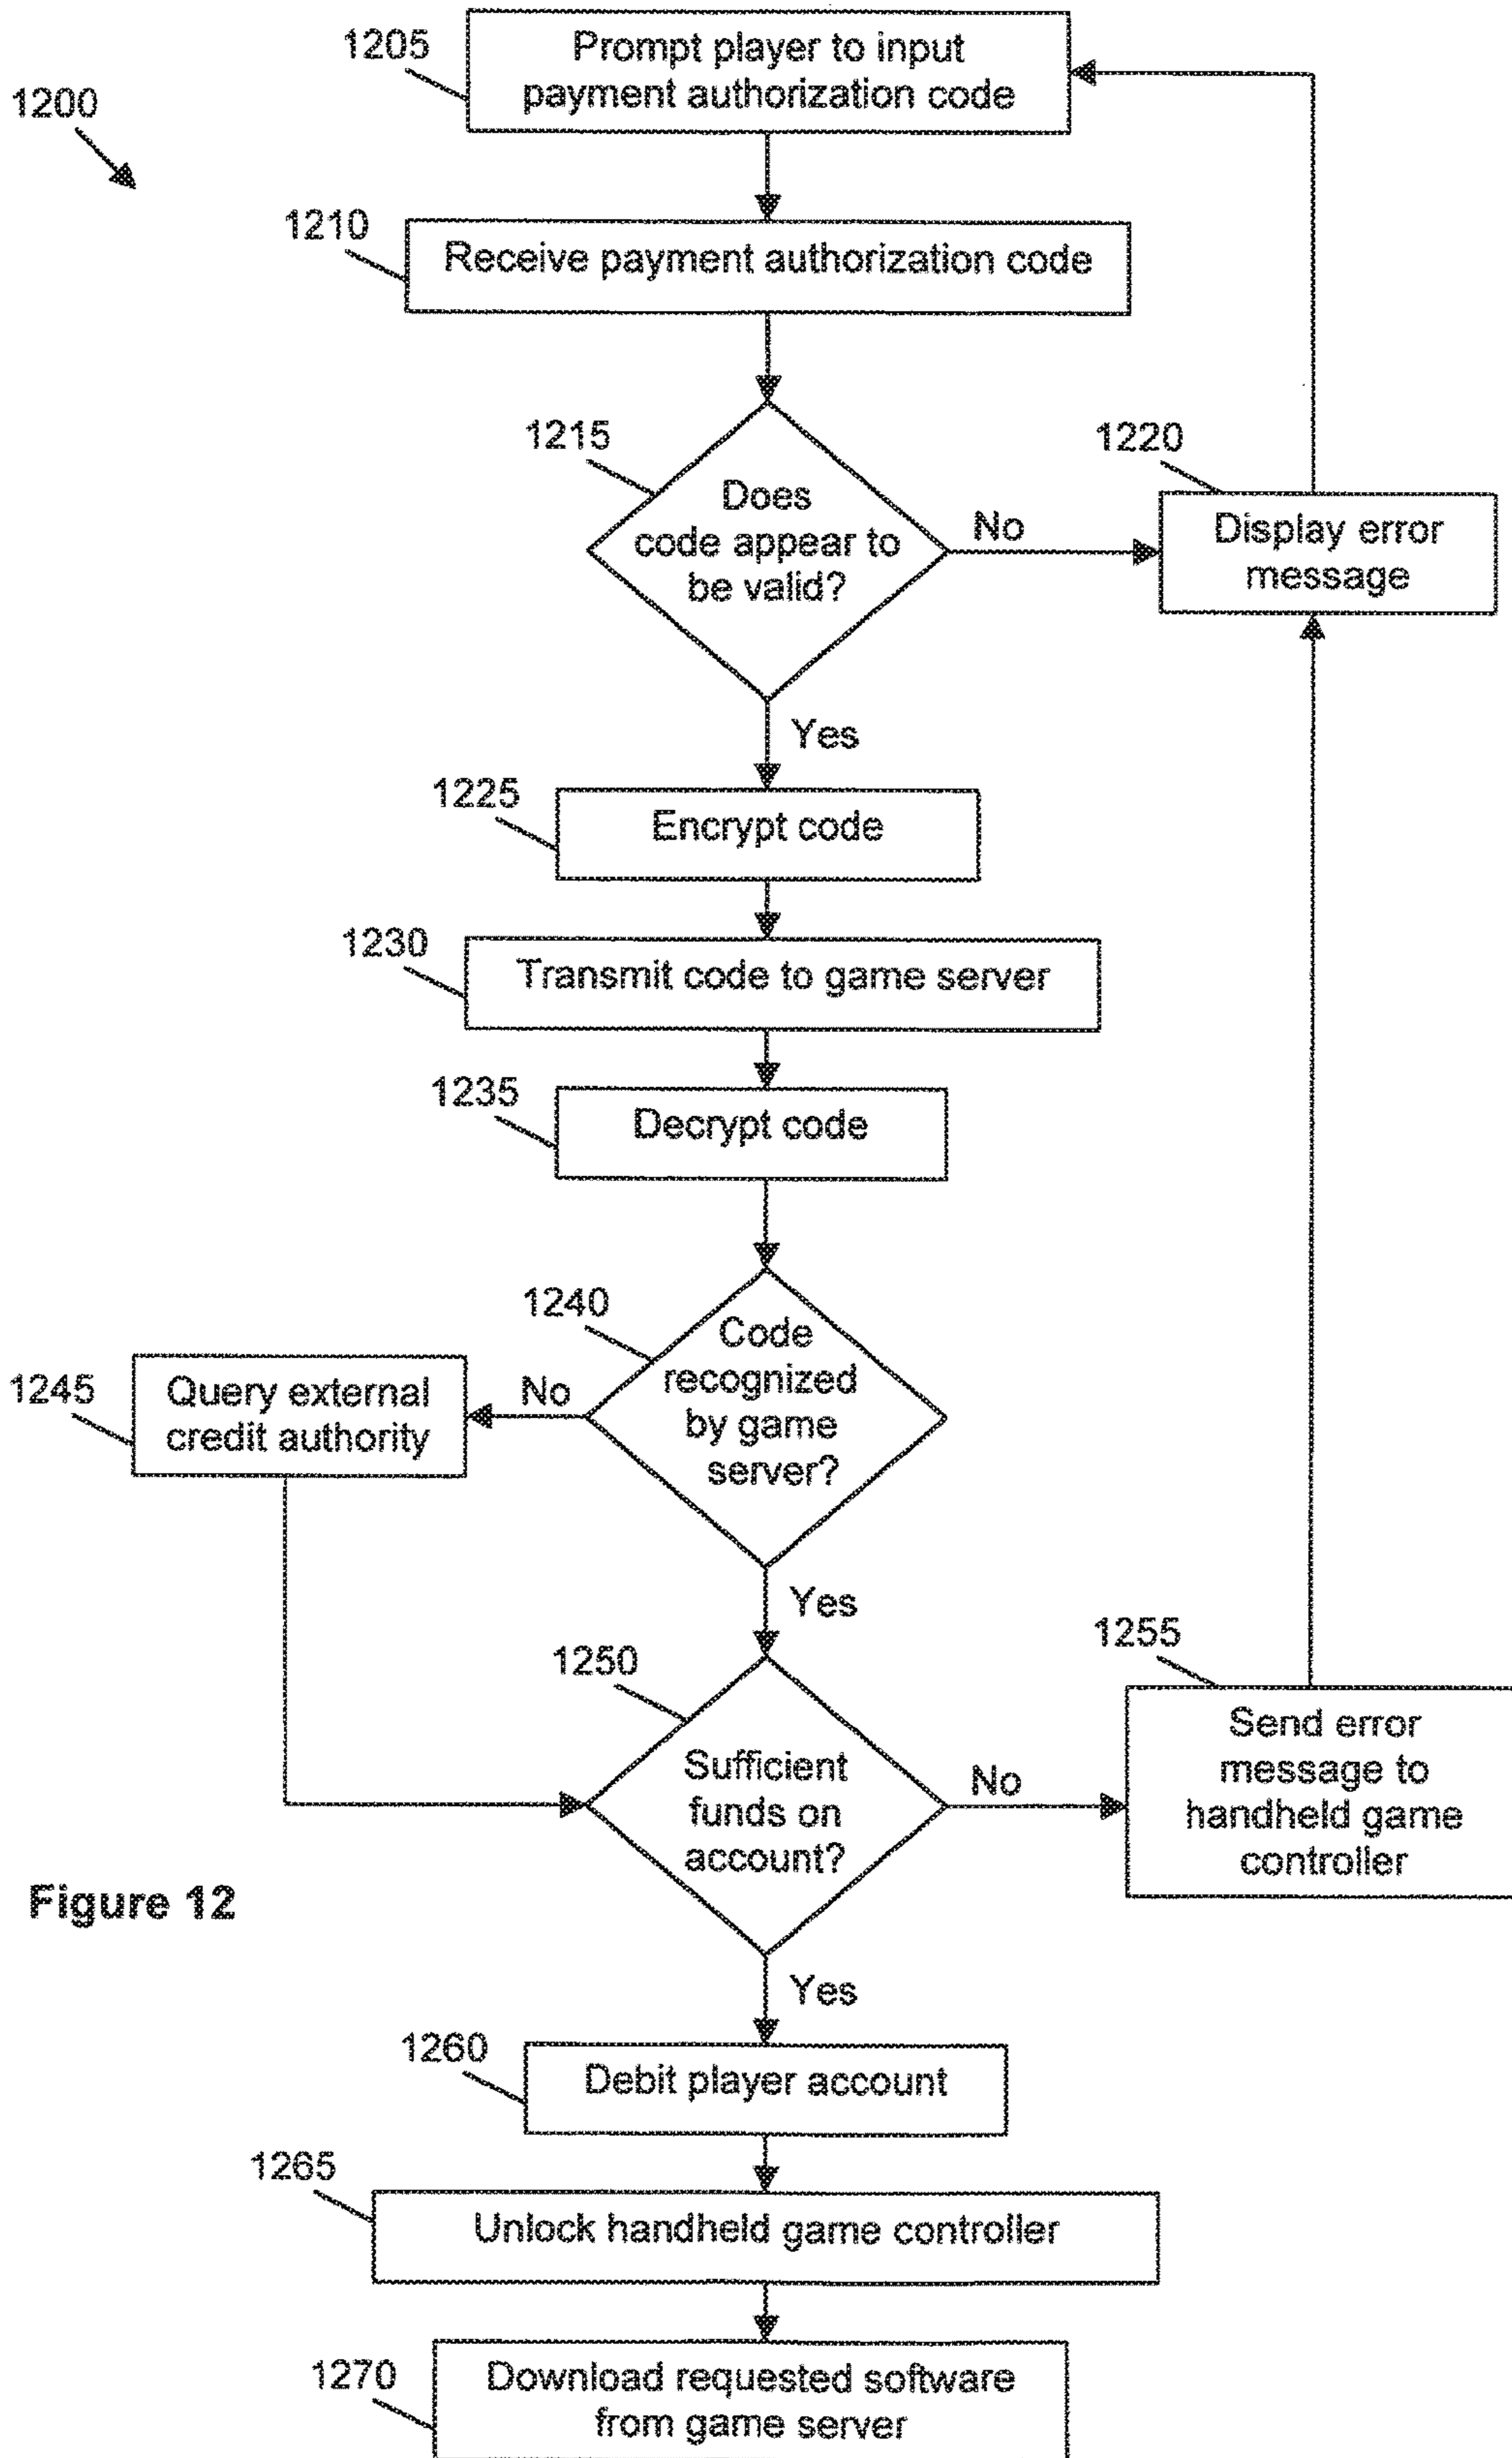 1200
1205
Prompt player to input
payment authorization code
1210
Receive payment authorization code
1215
Does
code appear to
be valid?
No
1220
Display error
message
Yes
1225
Encrypt code
1230
Transmit code to game server
1235
Decrypt code
1240
Code
recognized
by game
server?
No
1245
Query external
credit authority
Yes
1250
Sufficient
funds on
account?
No
1255
Send error
message to
handheld game
controller
Figure 12
Yes
1260
Debit player account
1265
Unlock handheld game controller
1270
Download requested software
from game server